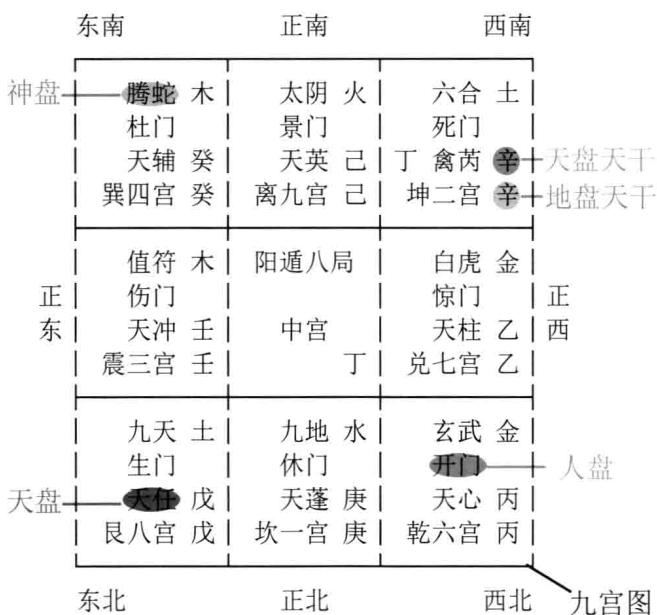 东南 正南 西南
神盘 腾蛇 木 太阴 火 六合 土
杜门 景门 死门
天辅 癸 天英 己 丁 禽芮 辛 天盘天干
巽四宫 癸 离九宫 己 坤二宫 辛 地盘天干
值符 木 阳遁八局 白虎 金
正 伤门 惊门 正
东 天冲 壬 中宫 天柱 乙 西
震三宫 壬 丁 兑七宫 乙
九天 土 九地 水 玄武 金
生门 休门 开门 人盘
天盘 天任 戊 天蓬 庚 天心 丙
艮八宫 戊 坎一宫 庚 乾六宫 丙
东北 正北 西北 九宫图